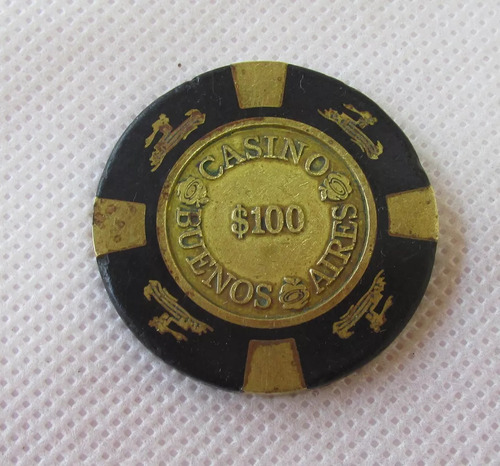 CASINO
$100
BUENOS AIRES